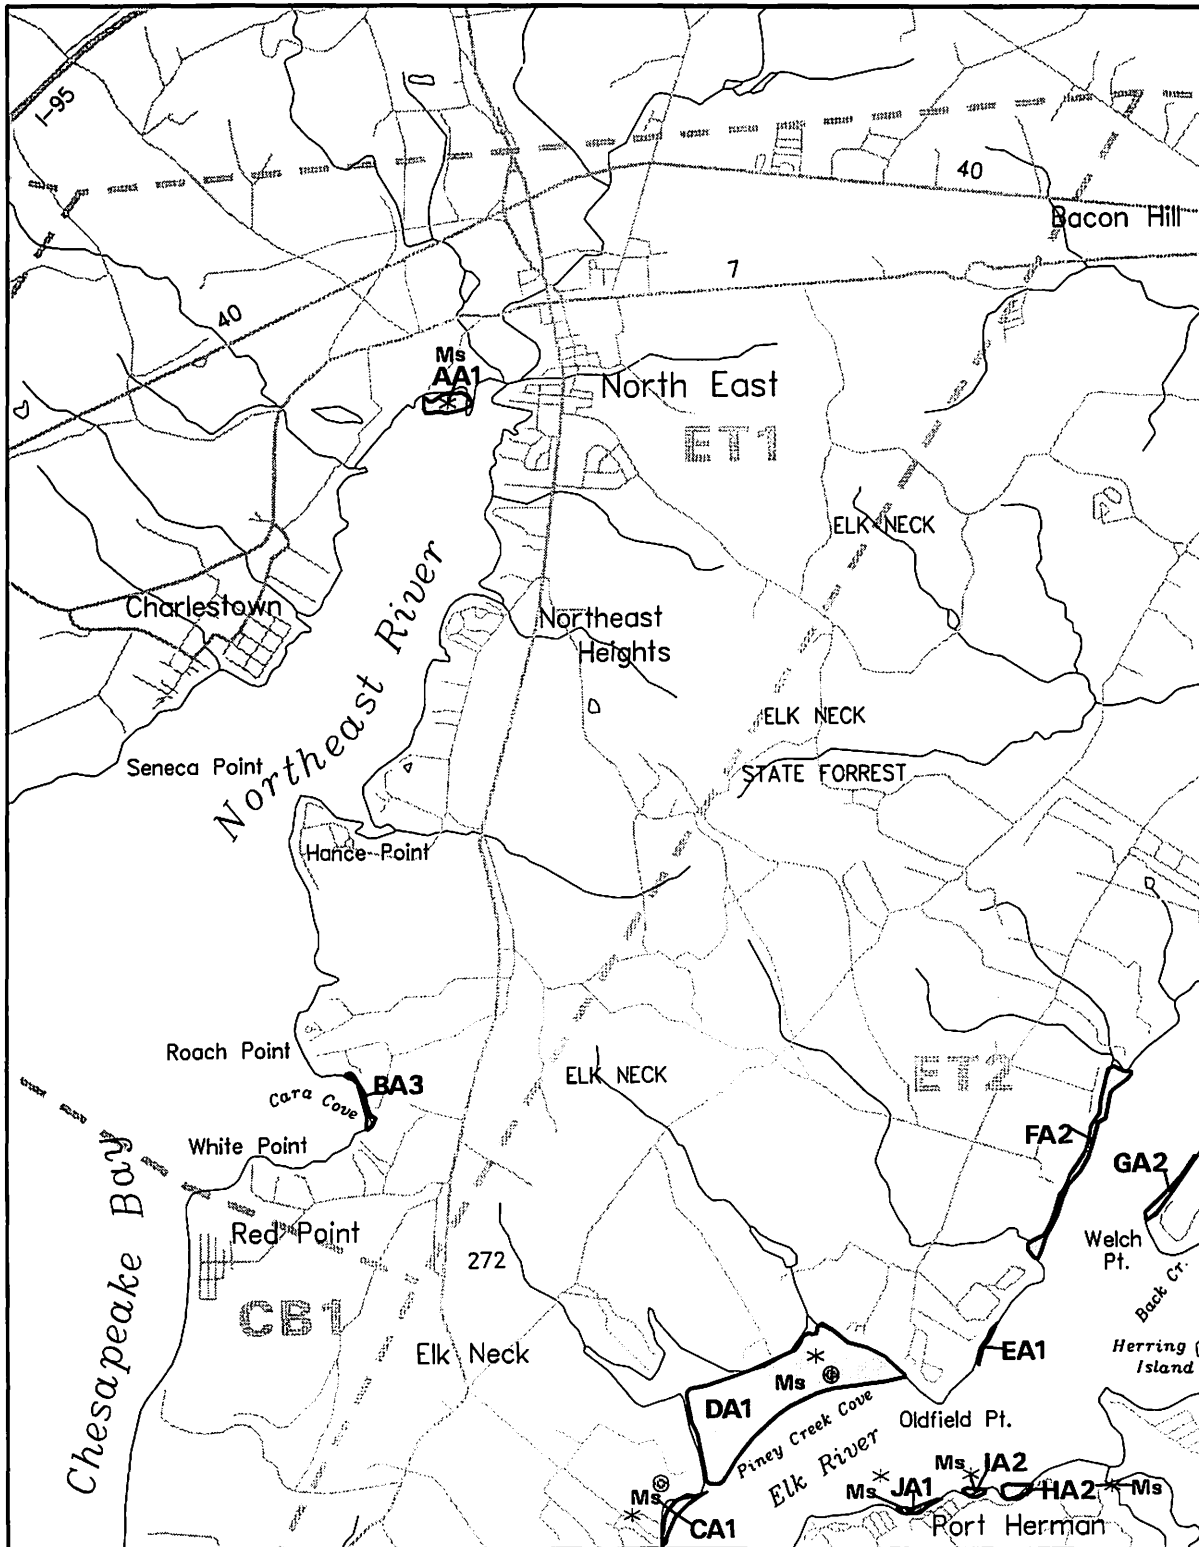 I-95
40
Bacon Hill
7
40
Ms
AA1
North East
ET1
ELK NECK
Charlestown
Northeast River
Northeast
Heights
ELK NECK
Seneca Point
STATE FORREST
Hance Point
Roach Point
BA3
ELK NECK
ET2
Cara Cove
FA2
White Point
GA2
Chesapeake Bay
Red Point
272
Welch
Pt.
Back Cr.
CB1
Elk Neck
EA1
Herring
Island
Ms
DA1
Piney Creek Cove
Oldfield Pt.
Elk River
Ms
IA2
Ms
JA1
HA2
Ms
Ms
CA1
Port Herman